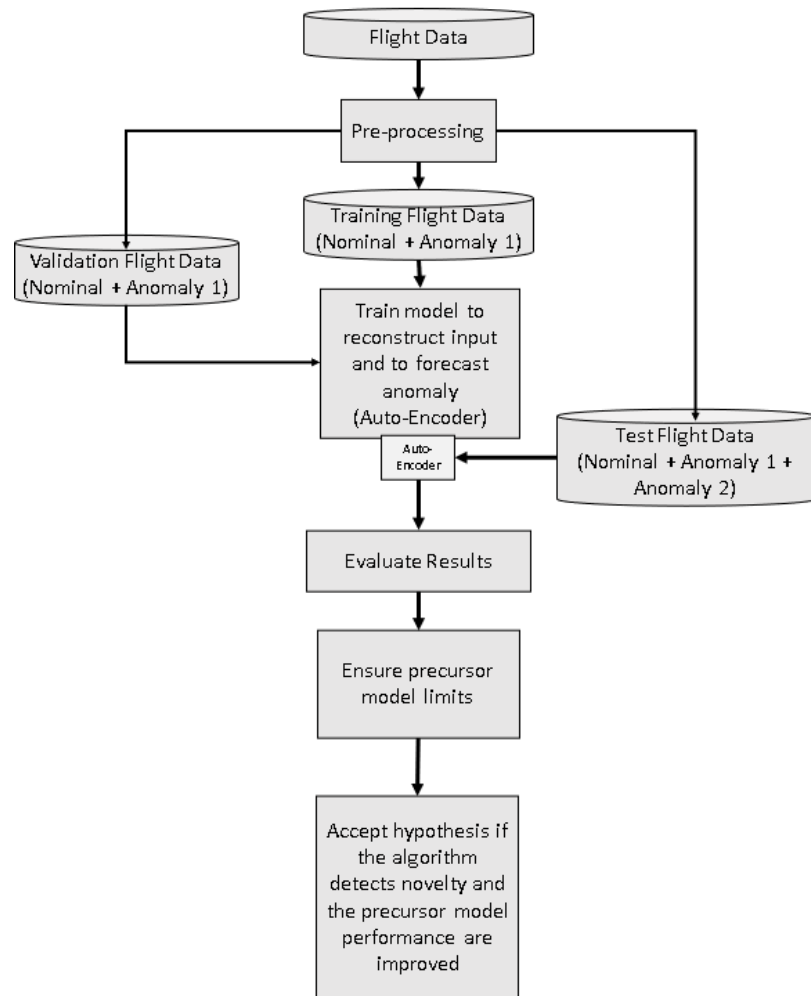 Flight Data
Pre-processing
Training Flight Data
(Nominal + Anomaly 1)
Validation Flight Data
(Nominal + Anomaly 1)
Train model to
reconstruct input
and to forecast
anomaly
(Auto-Encoder)
Auto-
Encoder
Test Flight Data
(Nominal + Anomaly 1 +
Anomaly 2)
Evaluate Results
Ensure precursor
model limits
Accept hypothesis if
the algorithm
detects novelty and
the precursor model
performance are
improved